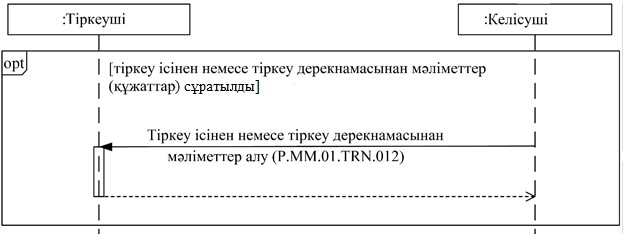 :Тіркеуші
:Келісуші
opt
[тіркеу ісінен немесе тіркеу дерекнамасынан мәліметтер
(құжаттар) сұратылды]
Тіркеу ісінен немесе тіркеу дерекнамасынан
мәліметтер алу (P.MM.01.TRN.012)